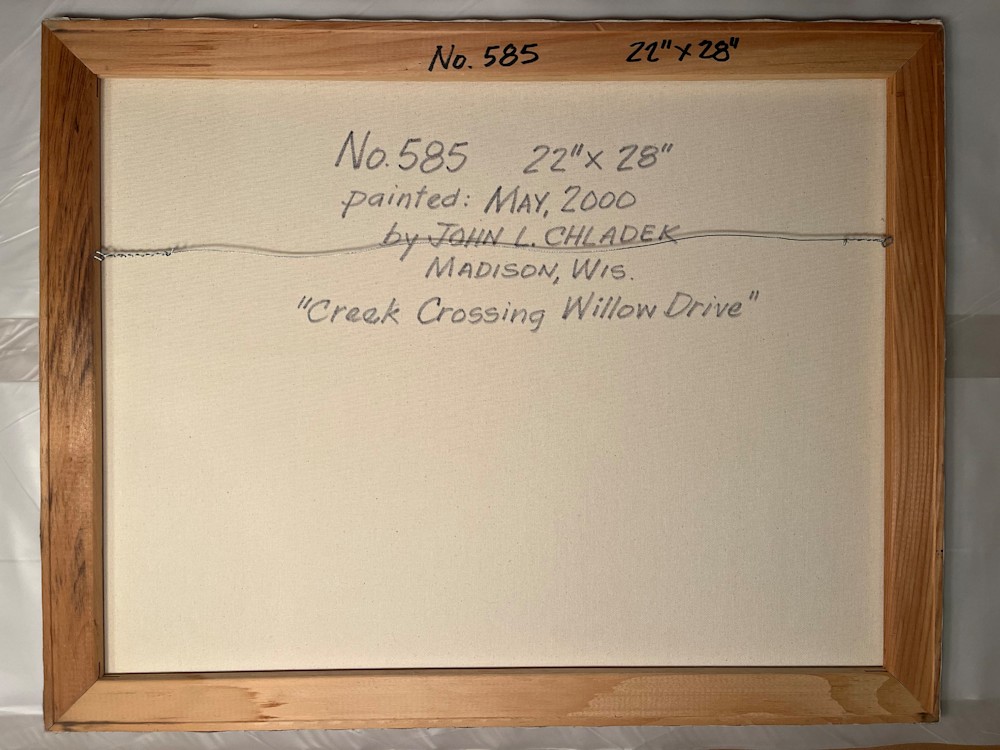 No. 585 22" x 28"
No. 585 22" x 28"
painted: MAY, 2000
by JOHN L. CHLADEK
MADISON, WIS.
"Creek Crossing Willow Drive"